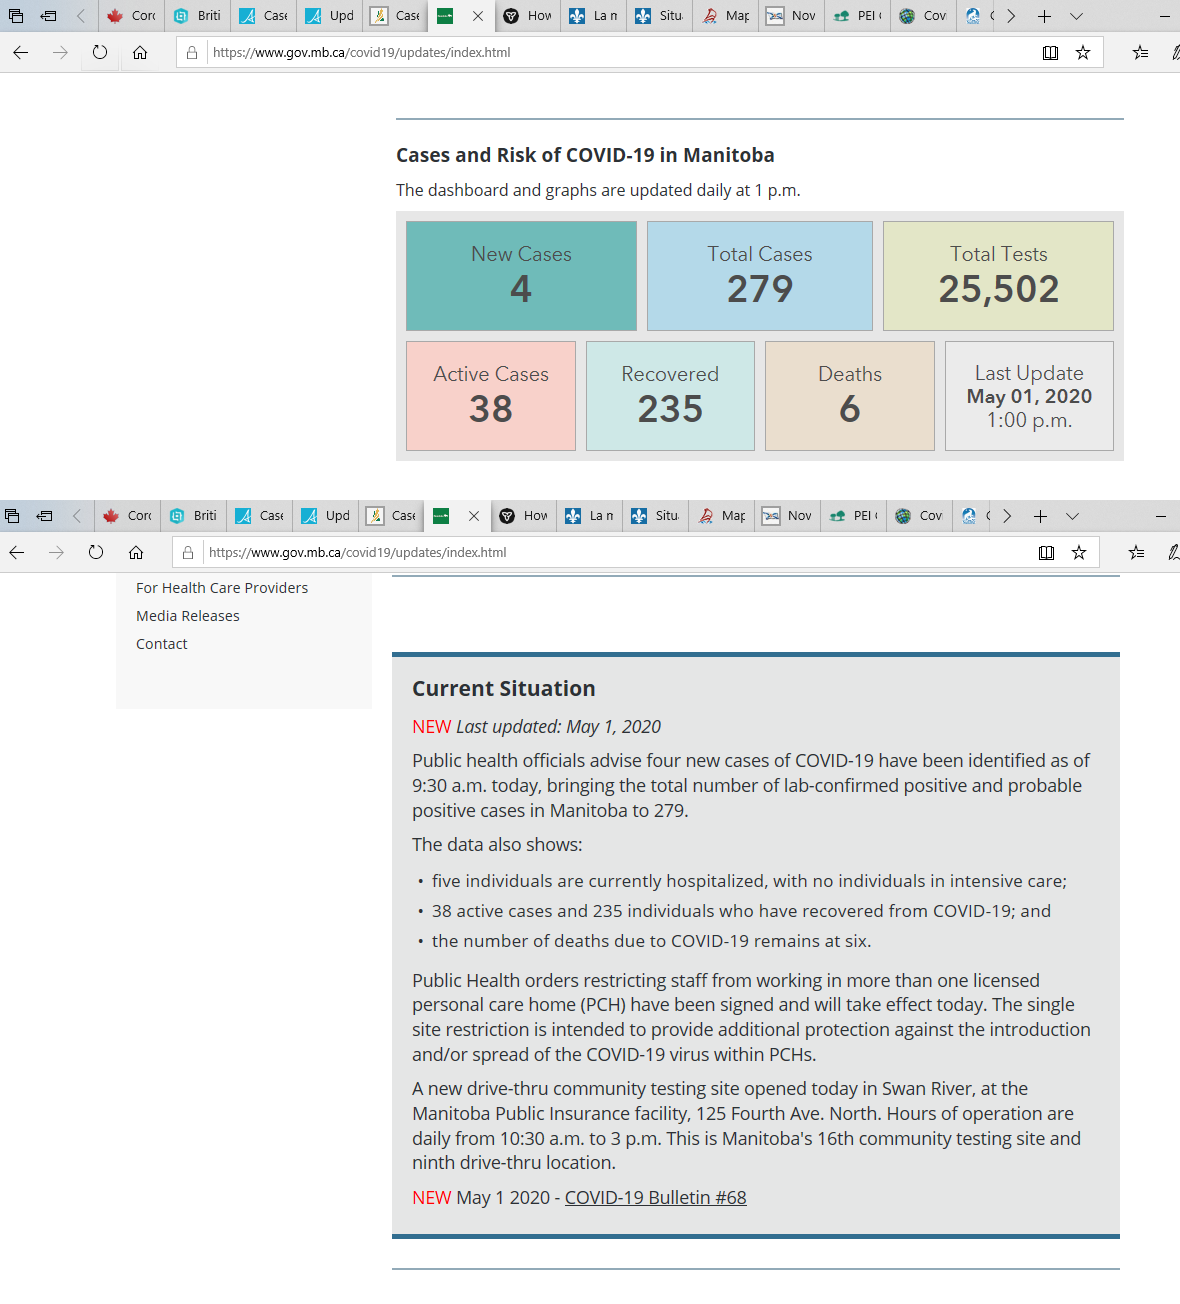 Corc
Briti
Case
Upd
Case
How
La n
Situ
Map
Nov
PEI
Cov
https://www.gov.mb.ca/covid19/updates/index.html
Cases and Risk of COVID-19 in Manitoba
The dashboard and graphs are updated daily at 1 p.m.
New Cases
4
Total Cases
279
Total Tests
25,502
Active Cases
38
Recovered
235
Deaths
6
Last Update
May 01, 2020
1:00 p.m.
Corc
Briti
Case
Upd
Case
How
La n
Situ
Map
Nov
PEI
Cov
https://www.gov.mb.ca/covid19/updates/index.html
For Health Care Providers
Media Releases
Contact
Current Situation
NEW Last updated: May 1, 2020
Public health officials advise four new cases of COVID-19 have been identified as of
9:30 a.m. today, bringing the total number of lab-confirmed positive and probable
positive cases in Manitoba to 279.
The data also shows:
• five individuals are currently hospitalized, with no individuals in intensive care;
• 38 active cases and 235 individuals who have recovered from COVID-19; and
• the number of deaths due to COVID-19 remains at six.
Public Health orders restricting staff from working in more than one licensed
personal care home (PCH) have been signed and will take effect today. The single
site restriction is intended to provide additional protection against the introduction
and/or spread of the COVID-19 virus within PCHs.
A new drive-thru community testing site opened today in Swan River, at the
Manitoba Public Insurance facility, 125 Fourth Ave. North. Hours of operation are
daily from 10:30 a.m. to 3 p.m. This is Manitoba's 16th community testing site and
ninth drive-thru location.
NEW May 1 2020 - COVID-19 Bulletin #68